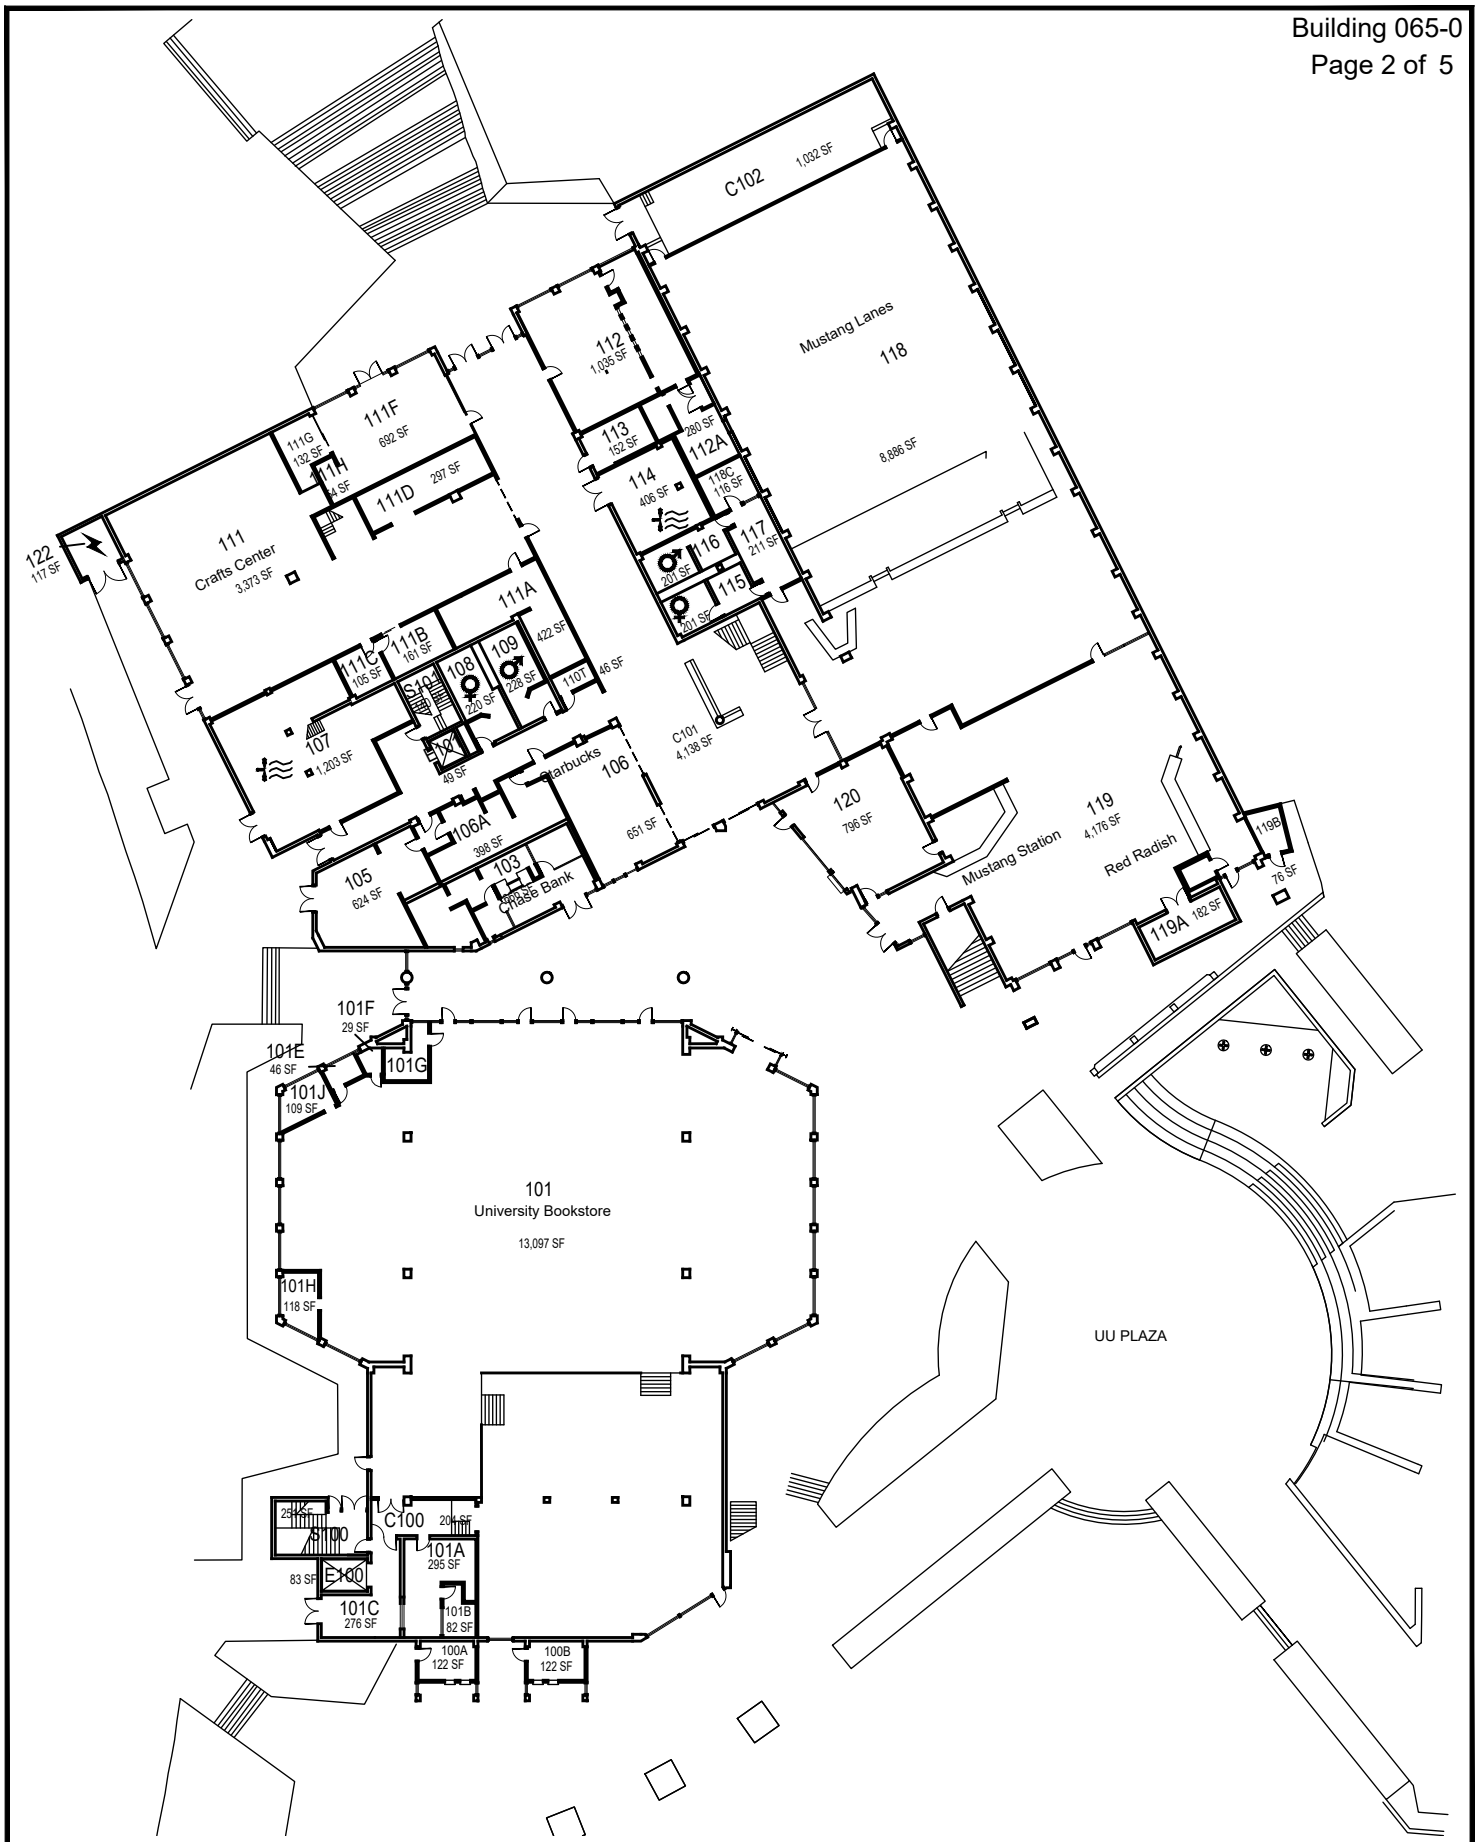 Building 065-0
Page 2 of 5
C102
1,032 SF
Mustang Lanes
118
8,886 SF
112
1,035 SF
113
152 SF
280 SF
112A
118C
116 SF
114
406 SF
117
211 SF
116
201 SF
115
201 SF
111F
692 SF
111G
132 SF
111H
111D
297 SF
122
117 SF
111
Crafts Center
3,373 SF
111A
422 SF
111B
161 SF
111C
105 SF
109
228 SF
108
220 SF
S101
110T
46 SF
107
1,203 SF
49 SF
C101
4,138 SF
Starbucks
106
651 SF
106A
398 SF
103
Chase Bank
105
624 SF
120
796 SF
119
4,176 SF
Mustang Station
Red Radish
119B
76 SF
119A
182 SF
101F
29 SF
101E
46 SF
101G
101J
109 SF
101
University Bookstore
13,097 SF
101H
118 SF
UU PLAZA
251 SF
S100
C100
204 SF
101A
295 SF
83 SF
E100
101C
276 SF
101B
82 SF
100A
122 SF
100B
122 SF